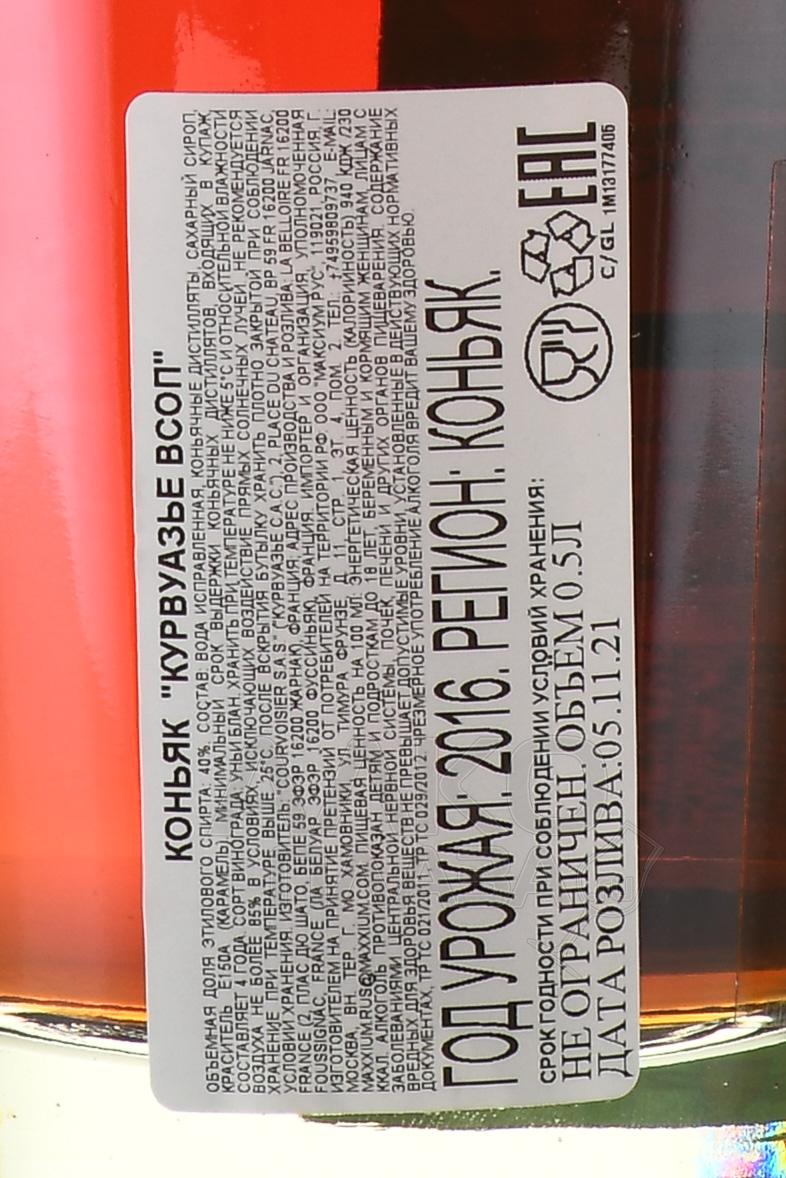 КОНЬЯК "КУРВУАЗЬЕ ВСОП"
ОБЪЕМНАЯ ДОЛЯ ЭТИЛОВОГО СПИРТА: 40%. СОСТАВ: ВОДА ИСПРАВЛЕННАЯ, КОНЬЯЧНЫЕ ДИСТИЛЛЯТЫ, САХАРНЫЙ СИРОП,
КРАСИТЕЛЬ E150A (КАРАМЕЛЬ). МИНИМАЛЬНЫЙ СРОК ВЫДЕРЖКИ КОНЬЯЧНЫХ ДИСТИЛЛЯТОВ, ВХОДЯЩИХ В КУПАЖ,
СОСТАВЛЯЕТ 4 ГОДА. СОРТ ВИНОГРАДА: УНЬИ БЛАН. ХРАНИТЬ ПРИ ТЕМПЕРАТУРЕ НЕ НИЖЕ 5°С И ОТНОСИТЕЛЬНОЙ ВЛАЖНОСТИ
ВОЗДУХА НЕ БОЛЕЕ 85% В УСЛОВИЯХ, ИСКЛЮЧАЮЩИХ ВОЗДЕЙСТВИЕ ПРЯМЫХ СОЛНЕЧНЫХ ЛУЧЕЙ. НЕ РЕКОМЕНДУЕТСЯ
ХРАНЕНИЕ ПРИ ТЕМПЕРАТУРЕ ВЫШЕ 25°С. ПОСЛЕ ВСКРЫТИЯ БУТЫЛКУ ХРАНИТЬ ПЛОТНО ЗАКРЫТОЙ ПРИ СОБЛЮДЕНИИ
УСЛОВИЙ ХРАНЕНИЯ. ИЗГОТОВИТЕЛЬ: COURVOISIER S.A.S" ("КУРВУАЗЬЕ С.А.С."), 2, PLACE DU CHATEAU, BP 59 FR 16200 JARNAC,
FRANCE (2, ПЛАС ДЮ ШАТО, БЕПЕ 59 ЭФЭР 16200 ЖАРНАК), ФРАНЦИЯ; АДРЕС ПРОИЗВОДСТВА И РОЗЛИВА: LA BELLOIRE FR 16200
FOUSSIGNAC, FRANCE (ЛА БЕЛУАР ЭФЭР 16200 ФУССИНЬЯК), ФРАНЦИЯ. ИМПОРТЕР И ОРГАНИЗАЦИЯ, УПОЛНОМОЧЕННАЯ
ИЗГОТОВИТЕЛЕМ НА ПРИНЯТИЕ ПРЕТЕНЗИЙ ОТ ПОТРЕБИТЕЛЕЙ НА ТЕРРИТОРИИ РФ: ООО "МАКСИУМ РУС", 119021, РОССИЯ, Г.
МОСКВА, ВН. ТЕР. Г. МО. ХАМОВНИКИ, УЛ. ТИМУРА ФРУНЗЕ, Д. 11 СТР. 1, ЭТ. 4 ПОМ. 2. ТЕЛ.: +74959809737, E-MAIL:
MAXXIUM.RUS@MAXXIUM.COM. ПИЩЕВАЯ ЦЕННОСТЬ НА 100 МЛ: ЭНЕРГЕТИЧЕСКАЯ ЦЕННОСТЬ (КАЛОРИЙНОСТЬ) 940 КДЖ /230
ККАЛ. АЛКОГОЛЬ ПРОТИВОПОКАЗАН ДЕТЯМ И ПОДРОСТКАМ ДО 18 ЛЕТ, БЕРЕМЕННЫМ И КОРМЯЩИМ ЖЕНЩИНАМ, ЛИЦАМ С
ЗАБОЛЕВАНИЯМИ ЦЕНТРАЛЬНОЙ НЕРВНОЙ СИСТЕМЫ, ПОЧЕК, ПЕЧЕНИ И ДРУГИХ ОРГАНОВ ПИЩЕВАРЕНИЯ. СОДЕРЖАНИЕ
ВРЕДНЫХ ДЛЯ ЗДОРОВЬЯ ВЕЩЕСТВ НЕ ПРЕВЫШАЕТ ДОПУСТИМЫЕ УРОВНИ, УСТАНОВЛЕННЫЕ В ДЕЙСТВУЮЩИХ НОРМАТИВНЫХ
ДОКУМЕНТАХ. ТР ТС 021/2011, ТР ТС 029/2012. ЧРЕЗМЕРНОЕ УПОТРЕБЛЕНИЕ АЛКОГОЛЯ ВРЕДИТ ВАШЕМУ ЗДОРОВЬЮ.
ГОД УРОЖАЯ: 2016. РЕГИОН: КОНЬЯК.
СРОК ГОДНОСТИ ПРИ СОБЛЮДЕНИИ УСЛОВИЙ ХРАНЕНИЯ:
НЕ ОГРАНИЧЕН. ОБЪЕМ 0.5Л
ДАТА РОЗЛИВА:05.11.21
EAC
C/GL 1M13177406